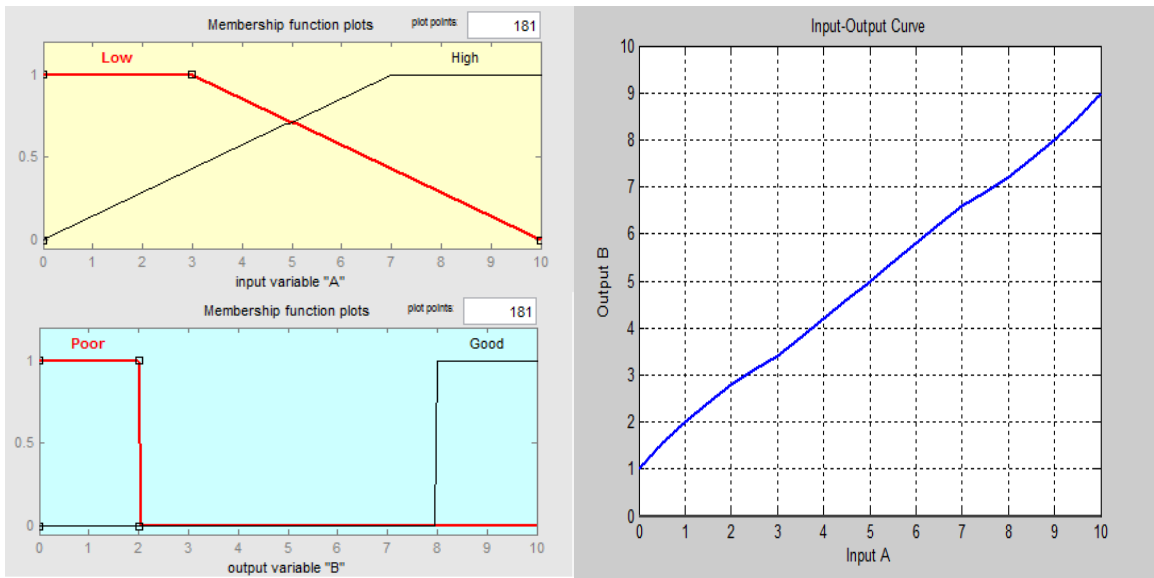 Membership function plots plot points: 181
Low High
1
0.5
0
0 1 2 3 4 5 6 7 8 9 10
input variable "A"
Membership function plots plot points: 181
Poor Good
1
0.5
0
0 1 2 3 4 5 6 7 8 9 10
output variable "B"
Input-Output Curve
10
9
8
7
6
5
4
3
2
1
0
Output B
0 1 2 3 4 5 6 7 8 9 10
Input A